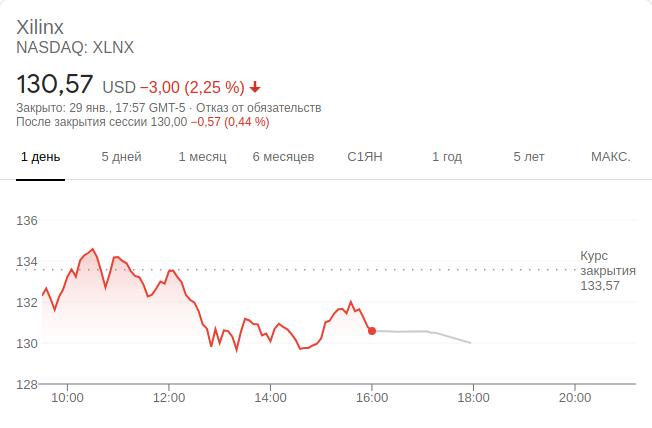 Xilinx
NASDAQ: XLNX
130,57 USD −3,00 (2,25 %)
Закрыто: 29 янв., 17:57 GMT-5 · Отказ от обязательств
После закрытия сессии 130,00 −0,57 (0,44 %)
1 день 5 дней 1 месяц 6 месяцев С1ЯН 1 год 5 лет МАКС.
136
134
132
130
128
Курс
закрытия
133,57
10:00 12:00 14:00 16:00 18:00 20:00